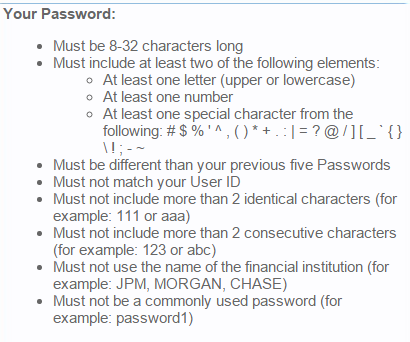 Your Password:
• Must be 8-32 characters long
• Must include at least two of the following elements:
○ At least one letter (upper or lowercase)
○ At least one number
○ At least one special character from the
following: # $ % ' ^ , ( ) * + . : | = ? @ / ] [ _ ` { }
\ ! ; - ~
• Must be different than your previous five Passwords
• Must not match your User ID
• Must not include more than 2 identical characters (for
example: 111 or aaa)
• Must not include more than 2 consecutive characters
(for example: 123 or abc)
• Must not use the name of the financial institution (for
example: JPM, MORGAN, CHASE)
• Must not be a commonly used password (for
example: password1)